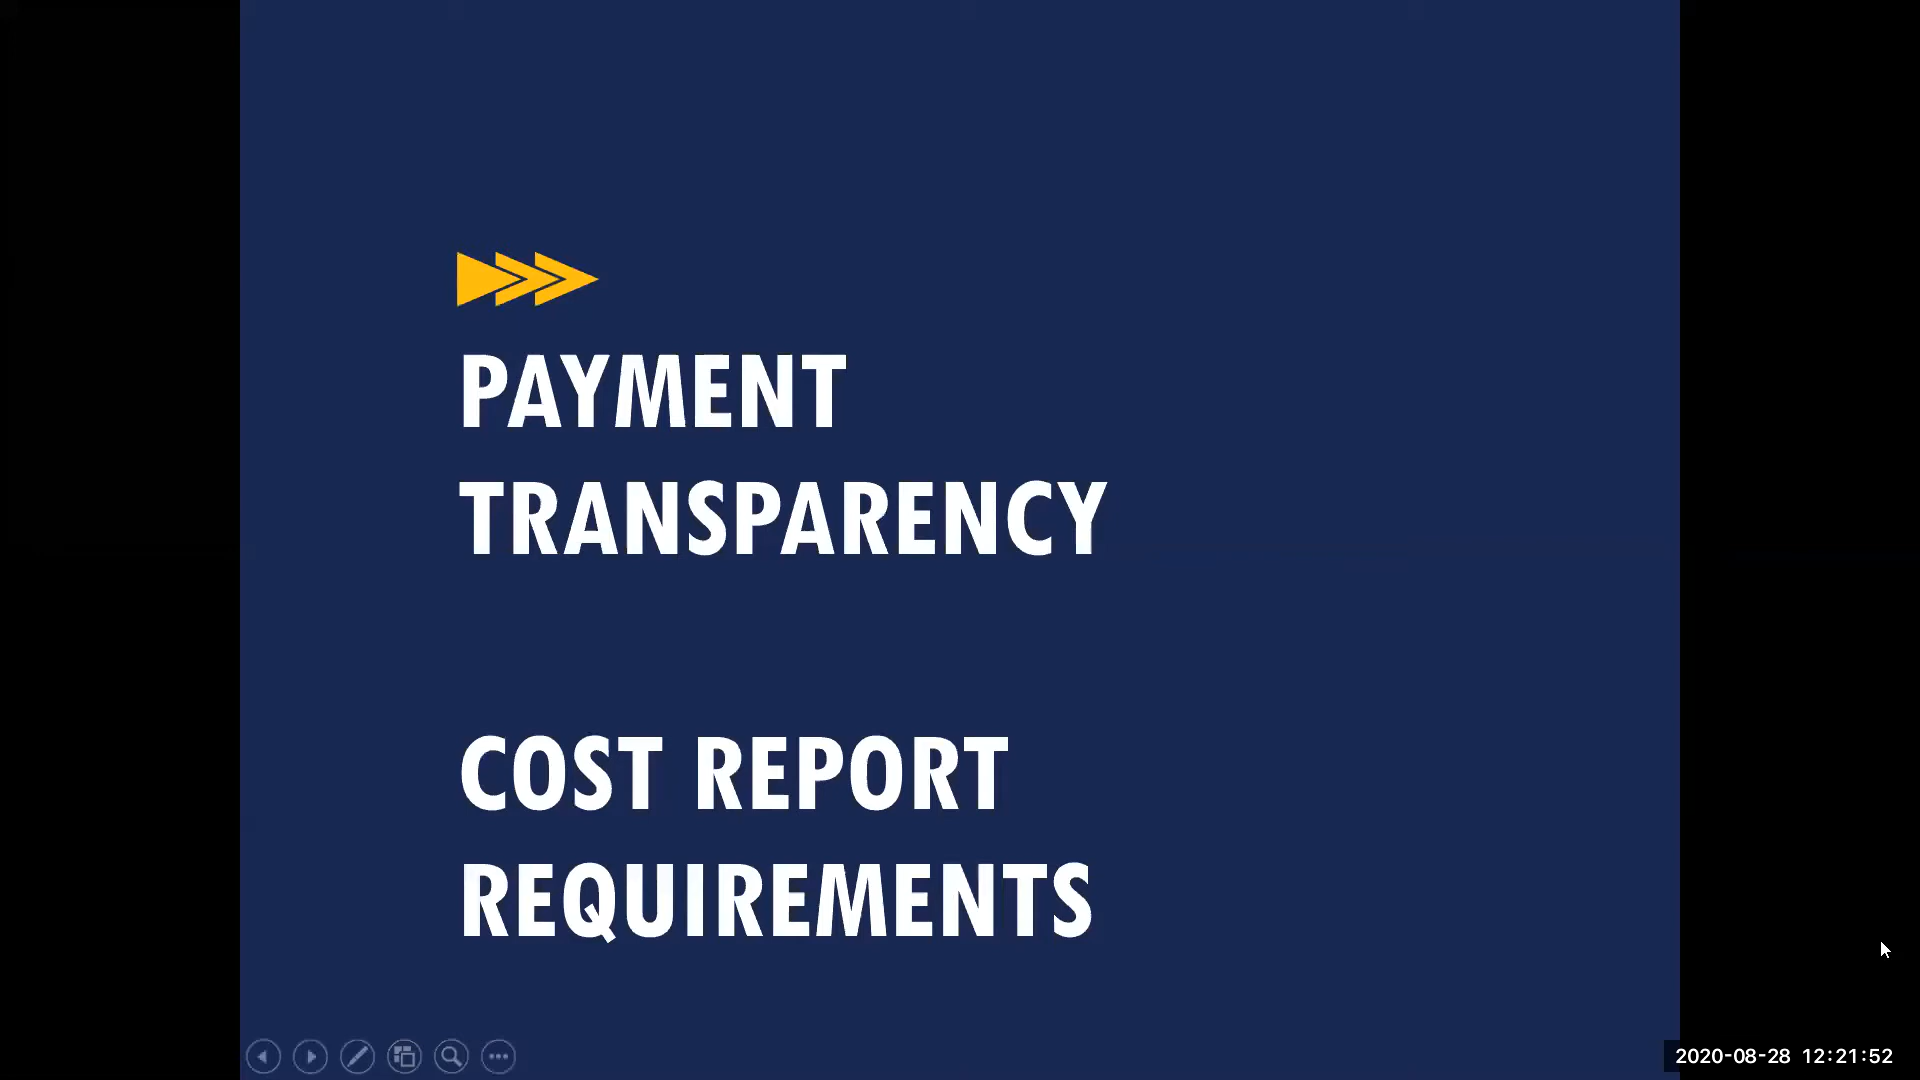 PAYMENT
TRANSPARENCY
COST REPORT
REQUIREMENTS
2020-08-28 12:21:52